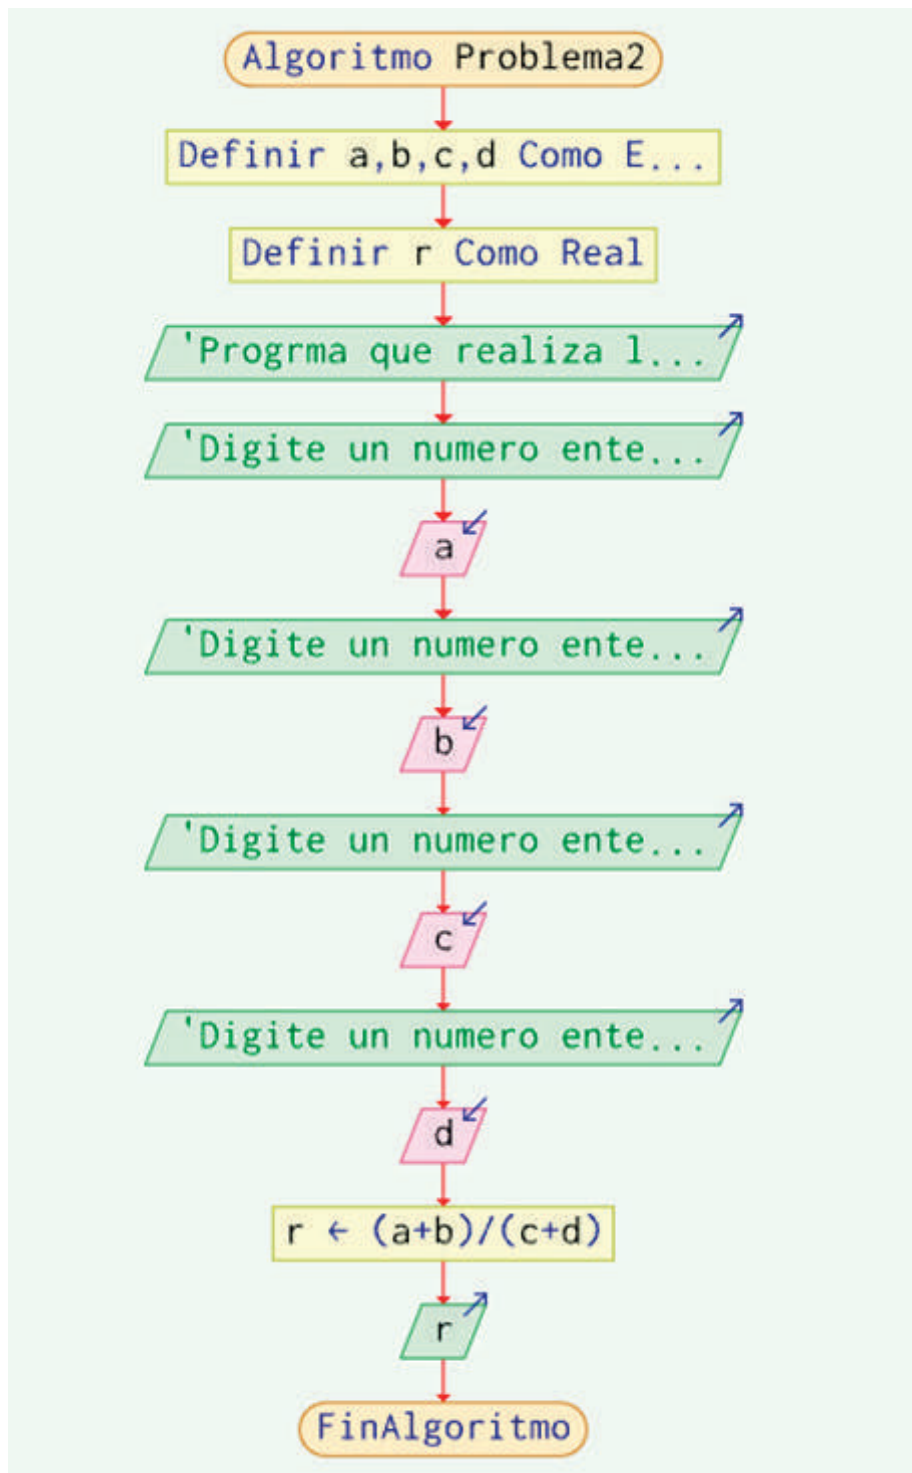 Algoritmo Problema2
Definir a,b,c,d Como E...
Definir r Como Real
'Progrma que realiza l...
'Digite un numero ente...
a
'Digite un numero ente...
b
'Digite un numero ente...
c
'Digite un numero ente...
d
r ← (a+b)/(c+d)
r
FinAlgoritmo